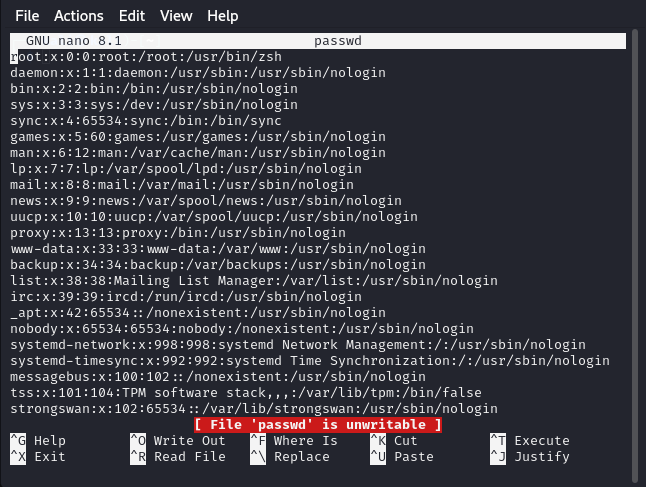 File Actions Edit View Help
GNU nano 8.1 passwd
root:x:0:0:root:/root:/usr/bin/zsh
daemon:x:1:1:daemon:/usr/sbin:/usr/sbin/nologin
bin:x:2:2:bin:/bin:/usr/sbin/nologin
sys:x:3:3:sys:/dev:/usr/sbin/nologin
sync:x:4:65534:sync:/bin:/bin/sync
games:x:5:60:games:/usr/games:/usr/sbin/nologin
man:x:6:12:man:/var/cache/man:/usr/sbin/nologin
lp:x:7:7:lp:/var/spool/lpd:/usr/sbin/nologin
mail:x:8:8:mail:/var/mail:/usr/sbin/nologin
news:x:9:9:news:/var/spool/news:/usr/sbin/nologin
uucp:x:10:10:uucp:/var/spool/uucp:/usr/sbin/nologin
proxy:x:13:13:proxy:/bin:/usr/sbin/nologin
www-data:x:33:33:www-data:/var/www:/usr/sbin/nologin
backup:x:34:34:backup:/var/backups:/usr/sbin/nologin
list:x:38:38:Mailing List Manager:/var/list:/usr/sbin/nologin
irc:x:39:39:ircd:/run/ircd:/usr/sbin/nologin
_apt:x:42:65534::/nonexistent:/usr/sbin/nologin
nobody:x:65534:65534:nobody:/nonexistent:/usr/sbin/nologin
systemd-network:x:998:998:systemd Network Management:/:/usr/sbin/nologin
systemd-timesync:x:992:992:systemd Time Synchronization:/:/usr/sbin/nologin
messagebus:x:100:102::/nonexistent:/usr/sbin/nologin
tss:x:101:104:TPM software stack,,,:/var/lib/tpm:/bin/false
strongswan:x:102:65534::/var/lib/strongswan:/usr/sbin/nologin
[ File 'passwd' is unwritable ]
^G Help ^O Write Out ^F Where Is ^K Cut ^T Execute
^X Exit ^R Read File ^\ Replace ^U Paste ^J Justify